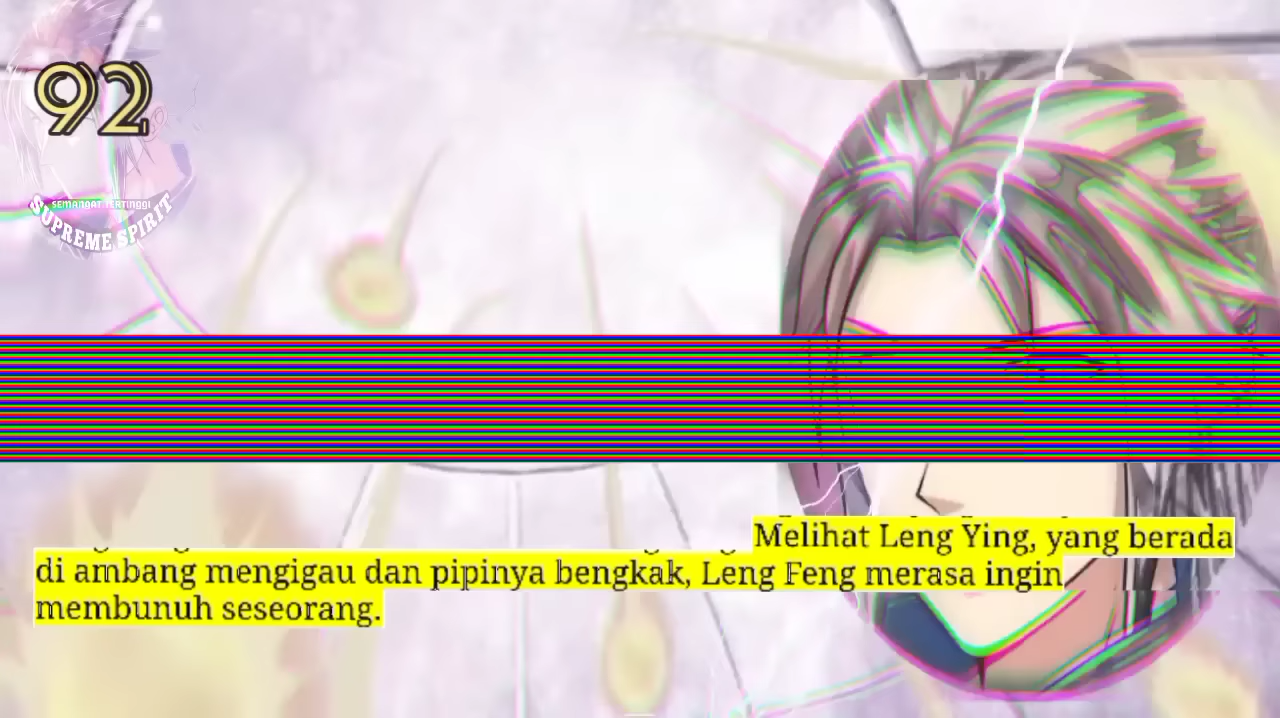 92
SEMANGAT TERTINGGI
SUPREME SPIRIT
Melihat Leng Ying, yang berada
di ambang mengigau dan pipinya bengkak, Leng Feng merasa ingin
membunuh seseorang.